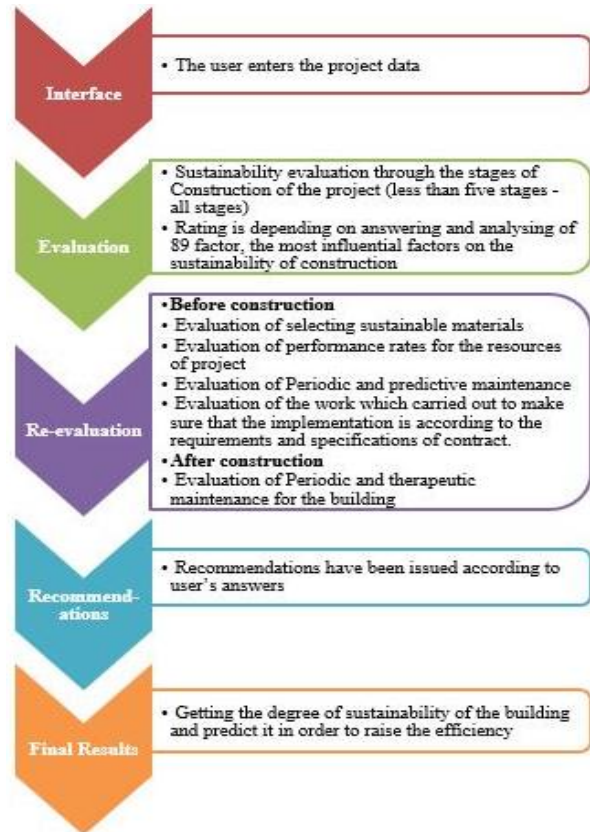 Interface
• The user enters the project data
Evaluation
• Sustainability evaluation through the stages of
Construction of the project (less than five stages -
all stages)
• Rating is depending on answering and analysing of
89 factor, the most influential factors on the
sustainability of construction
Re-evaluation
•Before construction
• Evaluation of selecting sustainable materials
• Evaluation of performance rates for the resources
of project
• Evaluation of Periodic and predictive maintenance
• Evaluation of the work which carried out to make
sure that the implementation is according to the
requirements and specifications of contract.
•After construction
• Evaluation of Periodic and therapeutic
maintenance for the building
Recommend-
ations
• Recommendations have been issued according to
user's answers
Final Results
• Getting the degree of sustainability of the building
and predict it in order to raise the efficiency